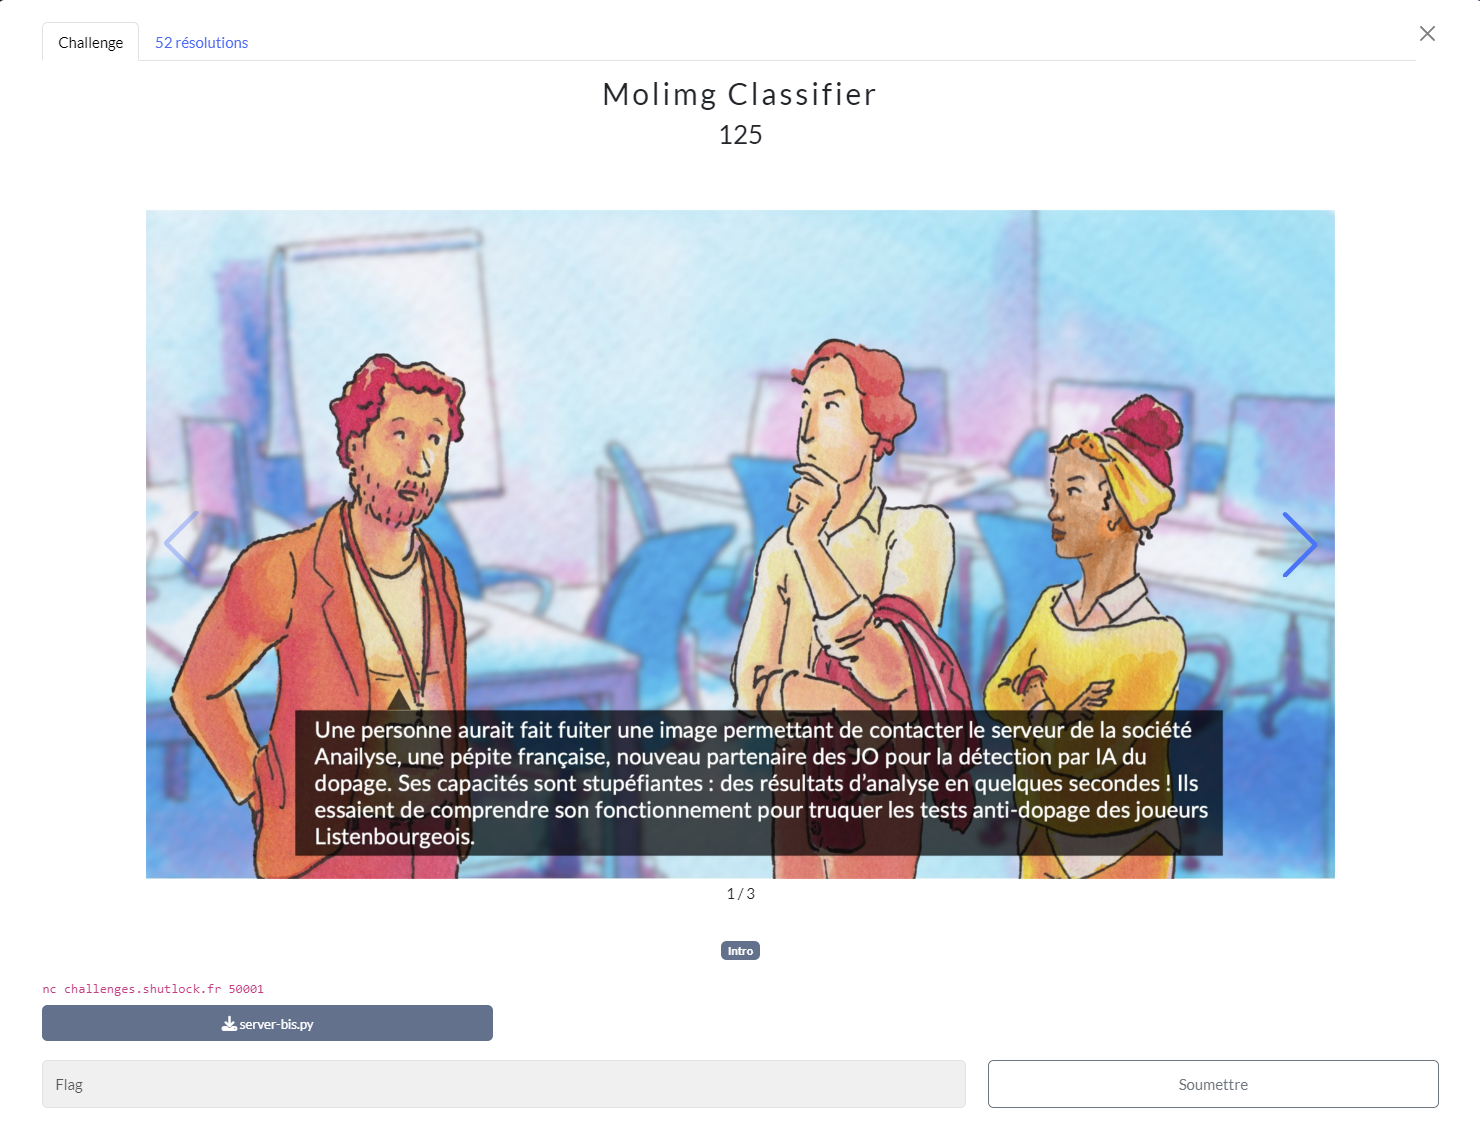 Challenge
52 résolutions
Molimg Classifier
125
Une personne aurait fait fuiter une image permettant de contacter le serveur de la société
Anailyse, une pépite française, nouveau partenaire des JO pour la détection par IA du
dopage. Ses capacités sont stupéfiantes : des résultats d'analyse en quelques secondes ! Ils
essaient de comprendre son fonctionnement pour truquer les tests anti-dopage des joueurs
Listenbourgeois.
1 / 3
Intro
nc challenges.shutlock.fr 50001
server-bis.py
Flag
Soumettre